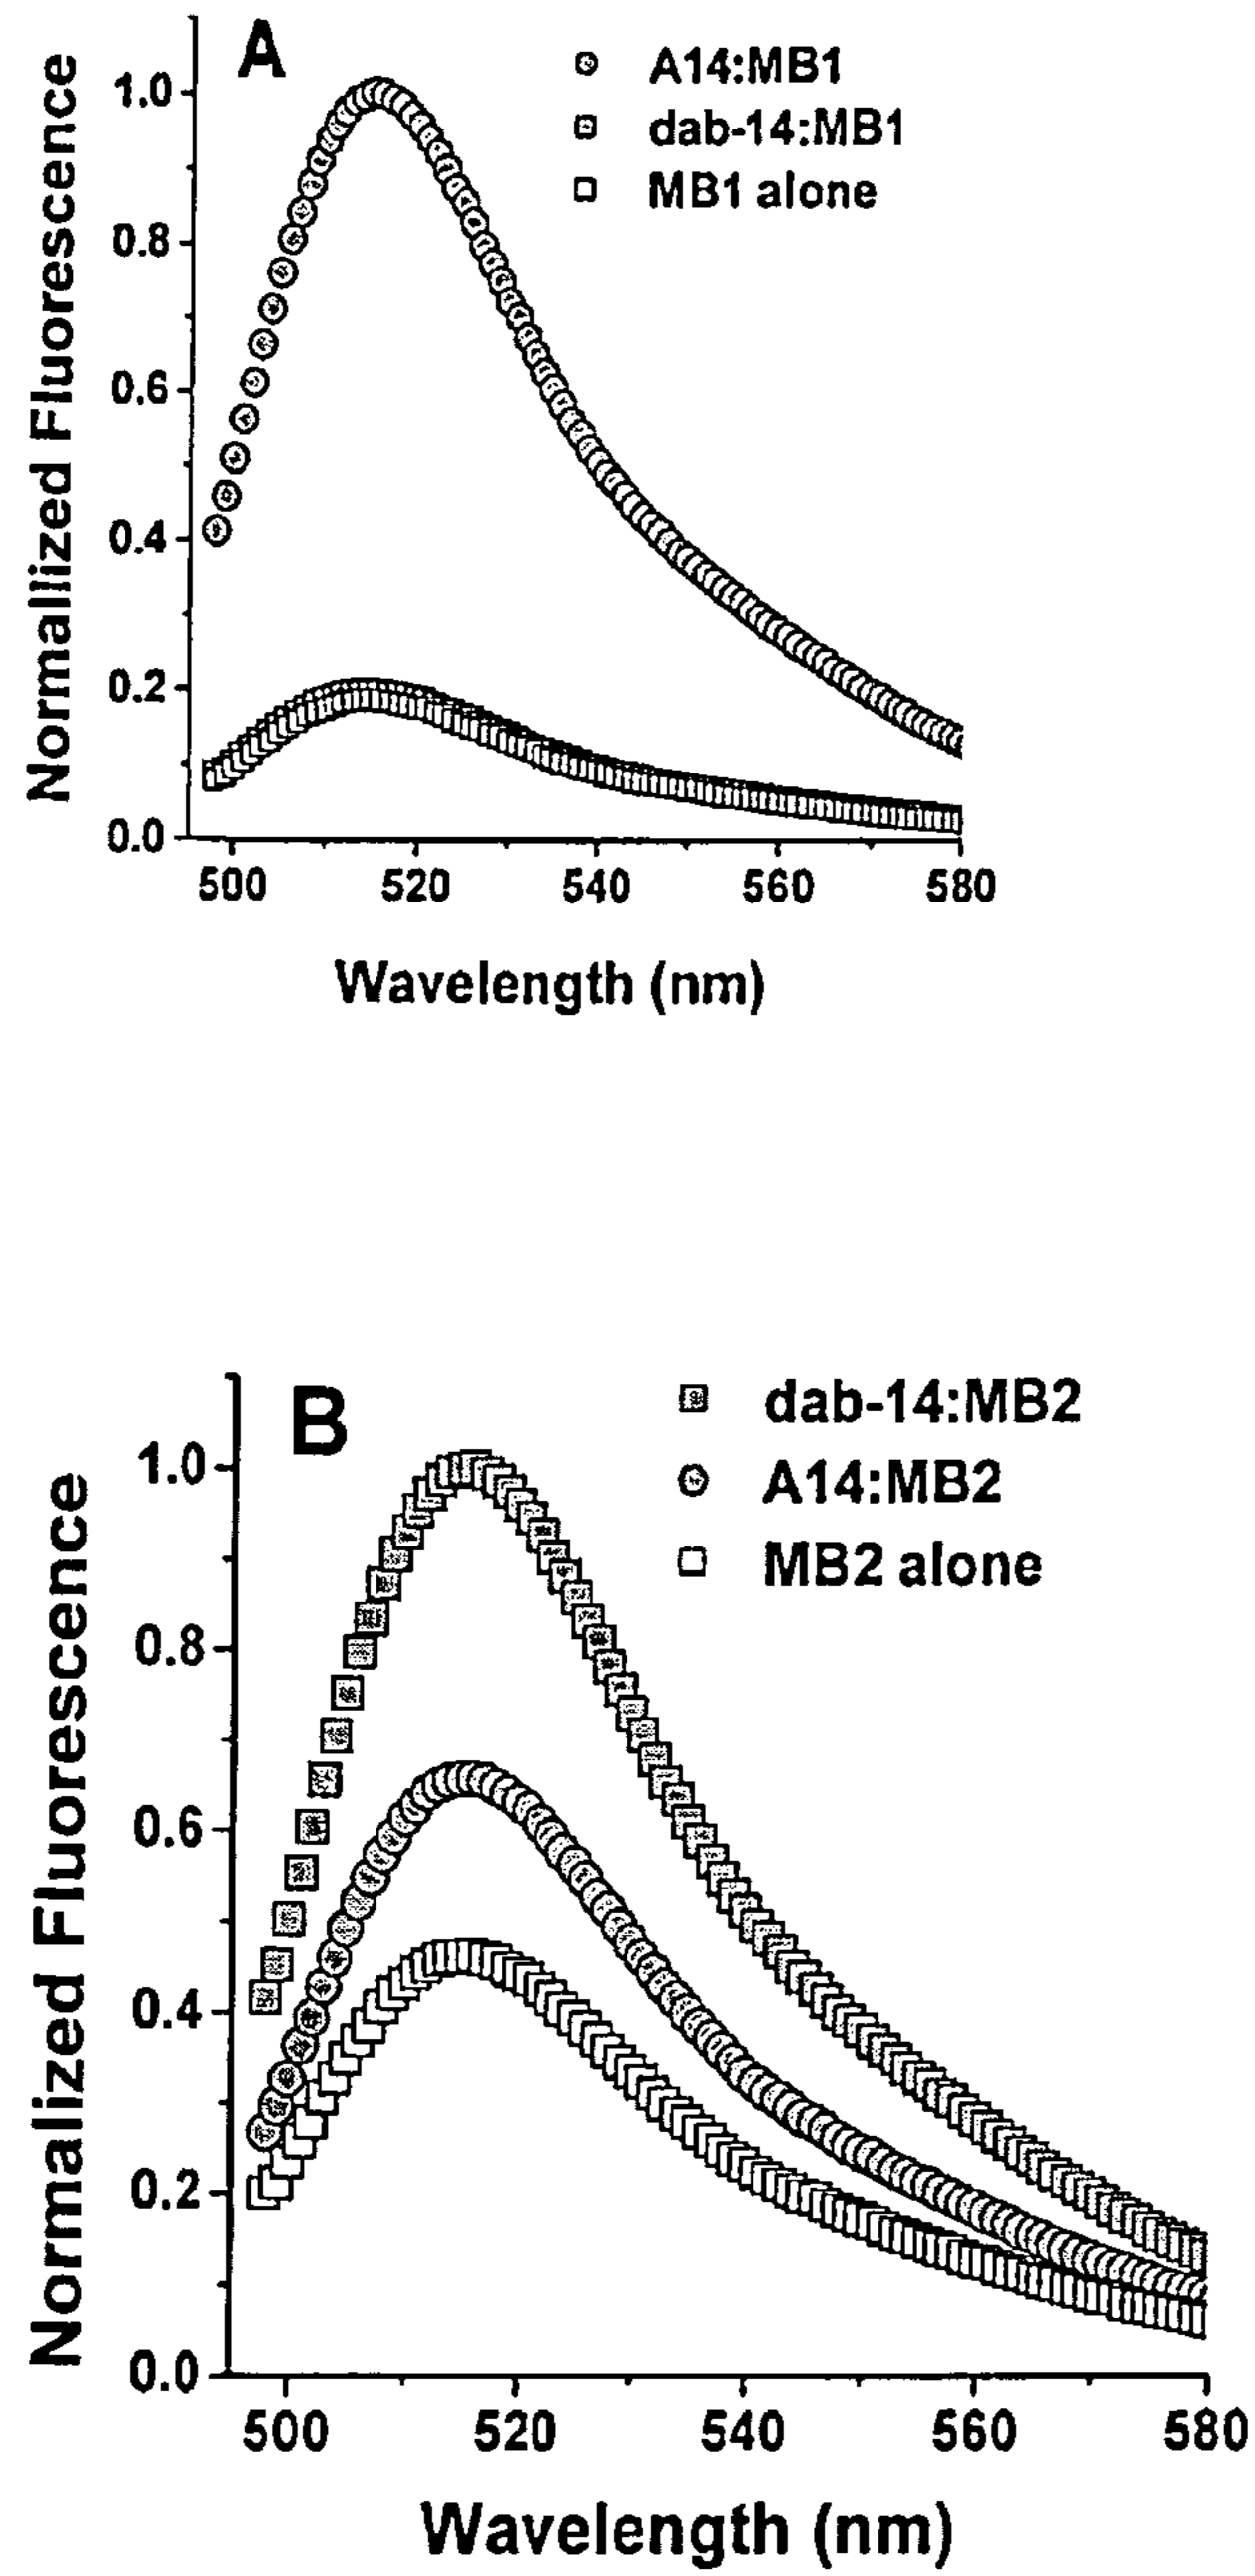 A
A14:MB1
dab-14:MB1
MB1 alone
Normallized Fluorescence
1.0
0.8
0.6
0.4
0.2
0.0
500 520 540 560 580
Wavelength (nm)
B
dab-14:MB2
A14:MB2
MB2 alone
Normalized Fluorescence
1.0
0.8
0.6
0.4
0.2
0.0
500 520 540 560 580
Wavelength (nm)